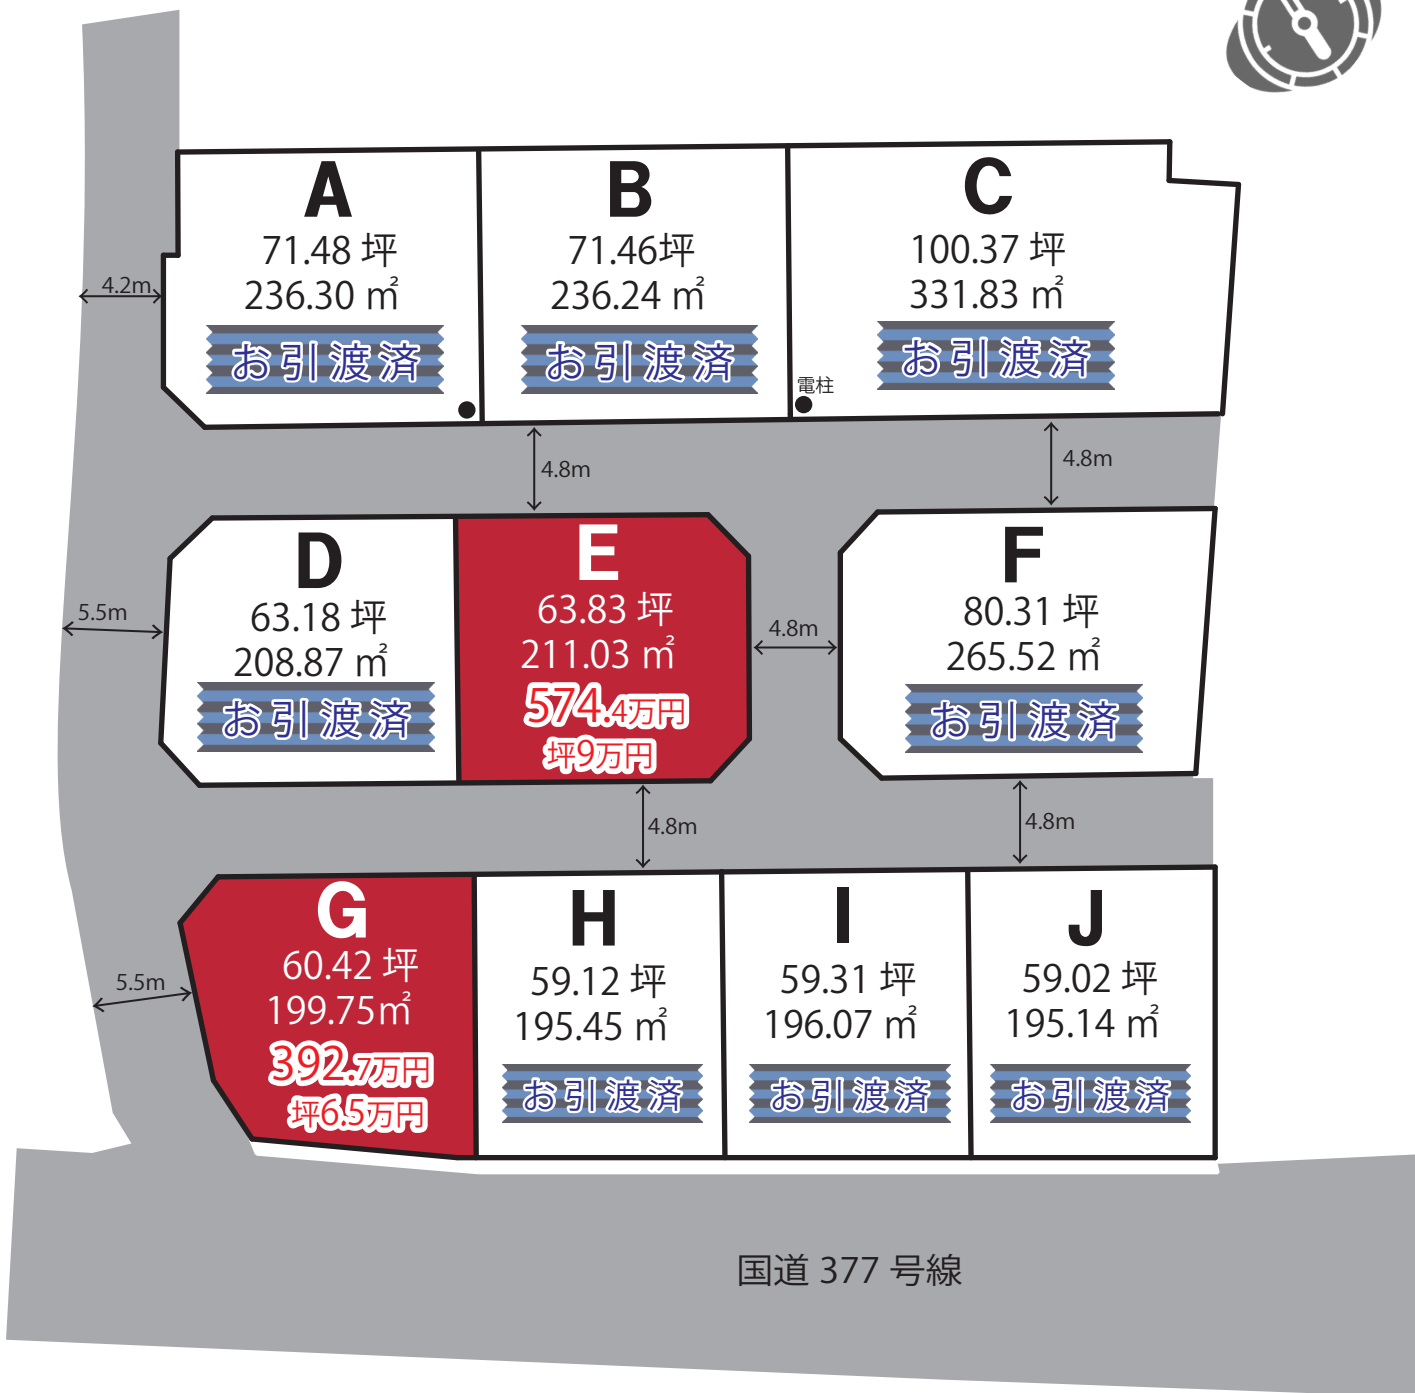 A
71.48 坪
236.30 ㎡
お引渡済
B
71.46坪
236.24 ㎡
お引渡済
C
100.37 坪
331.83 ㎡
お引渡済
電柱
4.2m
4.8m
4.8m
D
63.18 坪
208.87 ㎡
お引渡済
E
63.83 坪
211.03 ㎡
574.4万円
坪9万円
F
80.31 坪
265.52 ㎡
お引渡済
5.5m
4.8m
4.8m
4.8m
G
60.42 坪
199.75㎡
392.7万円
坪6.5万円
H
59.12 坪
195.45 ㎡
お引渡済
I
59.31 坪
196.07 ㎡
お引渡済
J
59.02 坪
195.14 ㎡
お引渡済
5.5m
国道 377 号線